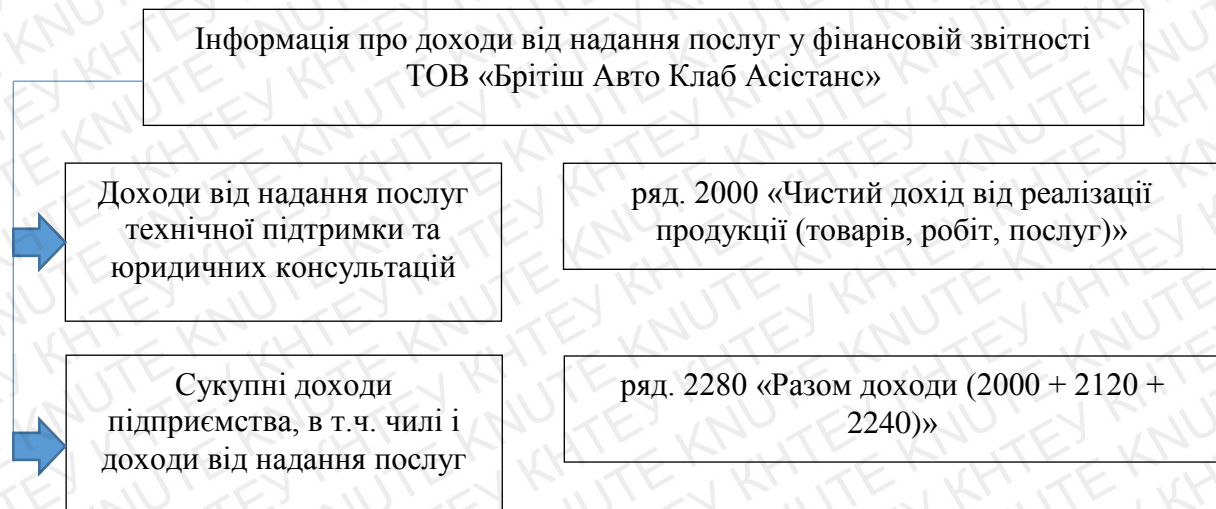 Інформація про доходи від надання послуг у фінансовій звітності
ТОВ «Брітіш Авто Клаб Асістанс»
Доходи від надання послуг
технічної підтримки та
юридичних консультацій
ряд. 2000 «Чистий дохід від реалізації
продукції (товарів, робіт, послуг)»
Сукупні доходи
підприємства, в т.ч. чилі і
доходи від надання послуг
ряд. 2280 «Разом доходи (2000 + 2120 +
2240)»